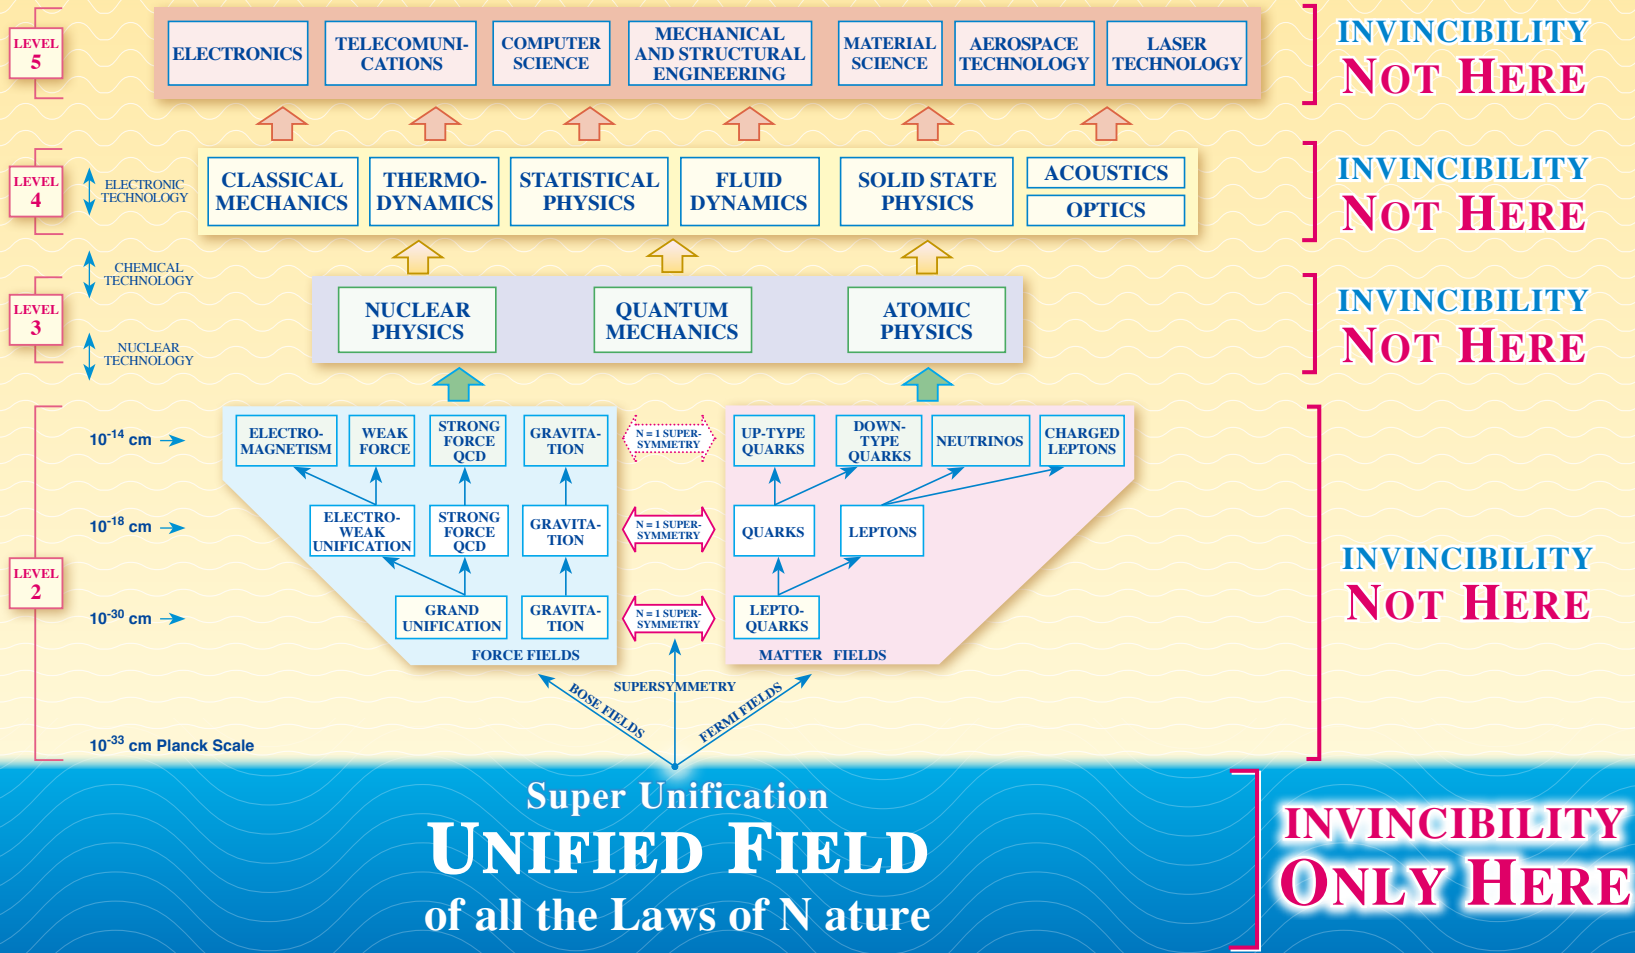 LEVEL
5
ELECTRONICS
TELECOMUNI-
CATIONS
COMPUTER
SCIENCE
MECHANICAL
AND STRUCTURAL
ENGINEERING
MATERIAL
SCIENCE
AEROSPACE
TECHNOLOGY
LASER
TECHNOLOGY
INVINCIBILITY
NOT HERE
LEVEL
4
ELECTRONIC
TECHNOLOGY
CLASSICAL
MECHANICS
THERMO-
DYNAMICS
STATISTICAL
PHYSICS
FLUID
DYNAMICS
SOLID STATE
PHYSICS
ACOUSTICS
OPTICS
INVINCIBILITY
NOT HERE
CHEMICAL
TECHNOLOGY
LEVEL
3
NUCLEAR
TECHNOLOGY
NUCLEAR
PHYSICS
QUANTUM
MECHANICS
ATOMIC
PHYSICS
INVINCIBILITY
NOT HERE
LEVEL
2
10-14 cm
ELECTRO-
MAGNETISM
WEAK
FORCE
STRONG
FORCE
QCD
GRAVITA-
TION
N = 1 SUPER-
SYMMETRY
UP-TYPE
QUARKS
DOWN-
TYPE
QUARKS
NEUTRINOS
CHARGED
LEPTONS
10-18 cm
ELECTRO-
WEAK
UNIFICATION
STRONG
FORCE
QCD
GRAVITA-
TION
N = 1 SUPER-
SYMMETRY
QUARKS
LEPTONS
10-30 cm
GRAND
UNIFICATION
GRAVITA-
TION
N = 1 SUPER-
SYMMETRY
LEPTO-
QUARKS
FORCE FIELDS
MATTER FIELDS
BOSE FIELDS
SUPERSYMMETRY
FERMI FIELDS
10-33 cm Planck Scale
INVINCIBILITY
NOT HERE
Super Unification
UNIFIED FIELD
of all the Laws of N ature
INVINCIBILITY
ONLY HERE